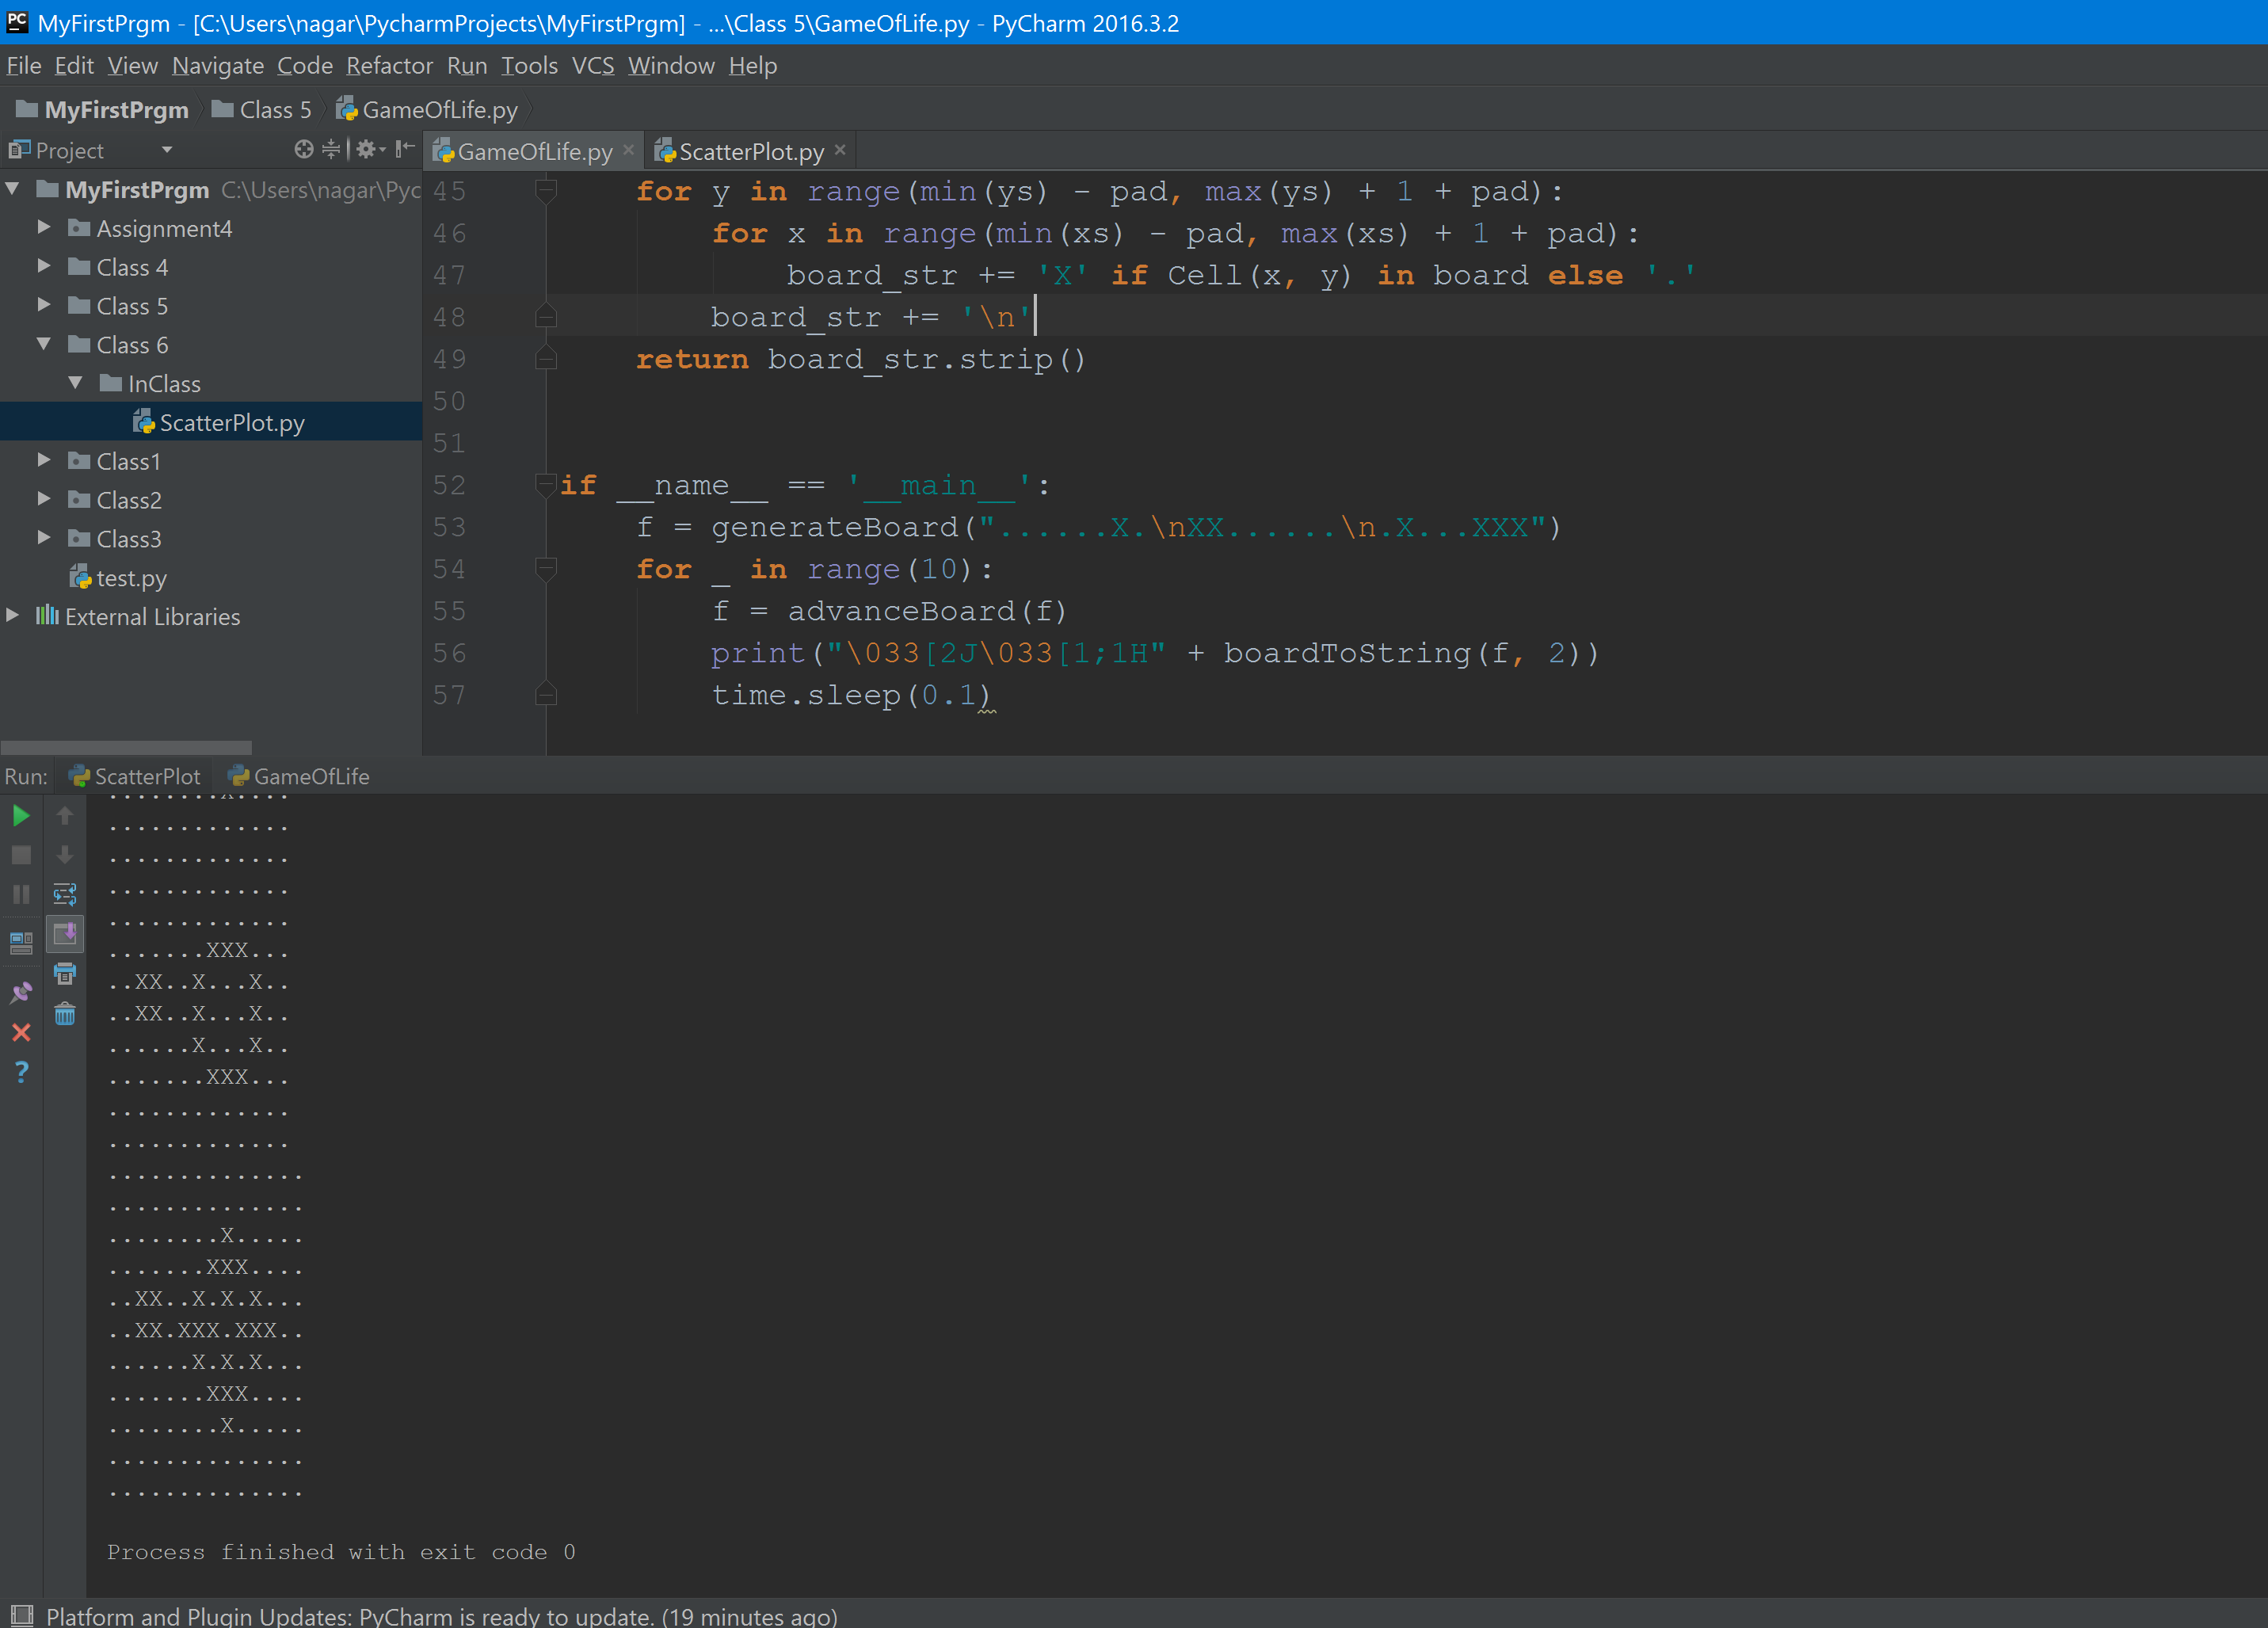 MyFirstPrgm - [C:\Users\nagar\PycharmProjects\MyFirstPrgm] - ...\Class 5\GameOfLife.py - PyCharm 2016.3.2
File Edit View Navigate Code Refactor Run Tools VCS Window Help
MyFirstPrgm Class 5 GameOfLife.py
Project
GameOfLife.py ScatterPlot.py
MyFirstPrgm C:\Users\nagar\Pyc
Assignment4
Class 4
Class 5
Class 6
InClass
ScatterPlot.py
Class1
Class2
Class3
test.py
External Libraries
45 for y in range(min(ys) - pad, max(ys) + 1 + pad):
46 for x in range(min(xs) - pad, max(xs) + 1 + pad):
47 board_str += 'X' if Cell(x, y) in board else '.'
48 board_str += '\n'
49 return board_str.strip()
50
51
52 if __name__ == '__main__':
53 f = generateBoard("......X.\nXX......\n.X...XXX")
54 for _ in range(10):
55 f = advanceBoard(f)
56 print("\033[2J\033[1;1H" + boardToString(f, 2))
57 time.sleep(0.1)
Run: ScatterPlot GameOfLife
........X....
.............
.............
.............
.............
.......XXX...
..XX..X...X..
..XX..X...X..
......X...X..
.......XXX...
.............
.............
..............
..............
........X.....
.......XXX....
..XX..X.X.X...
..XX.XXX.XXX..
......X.X.X...
.......XXX....
........X.....
..............
..............
Process finished with exit code 0
Platform and Plugin Updates: PyCharm is ready to update. (19 minutes ago)